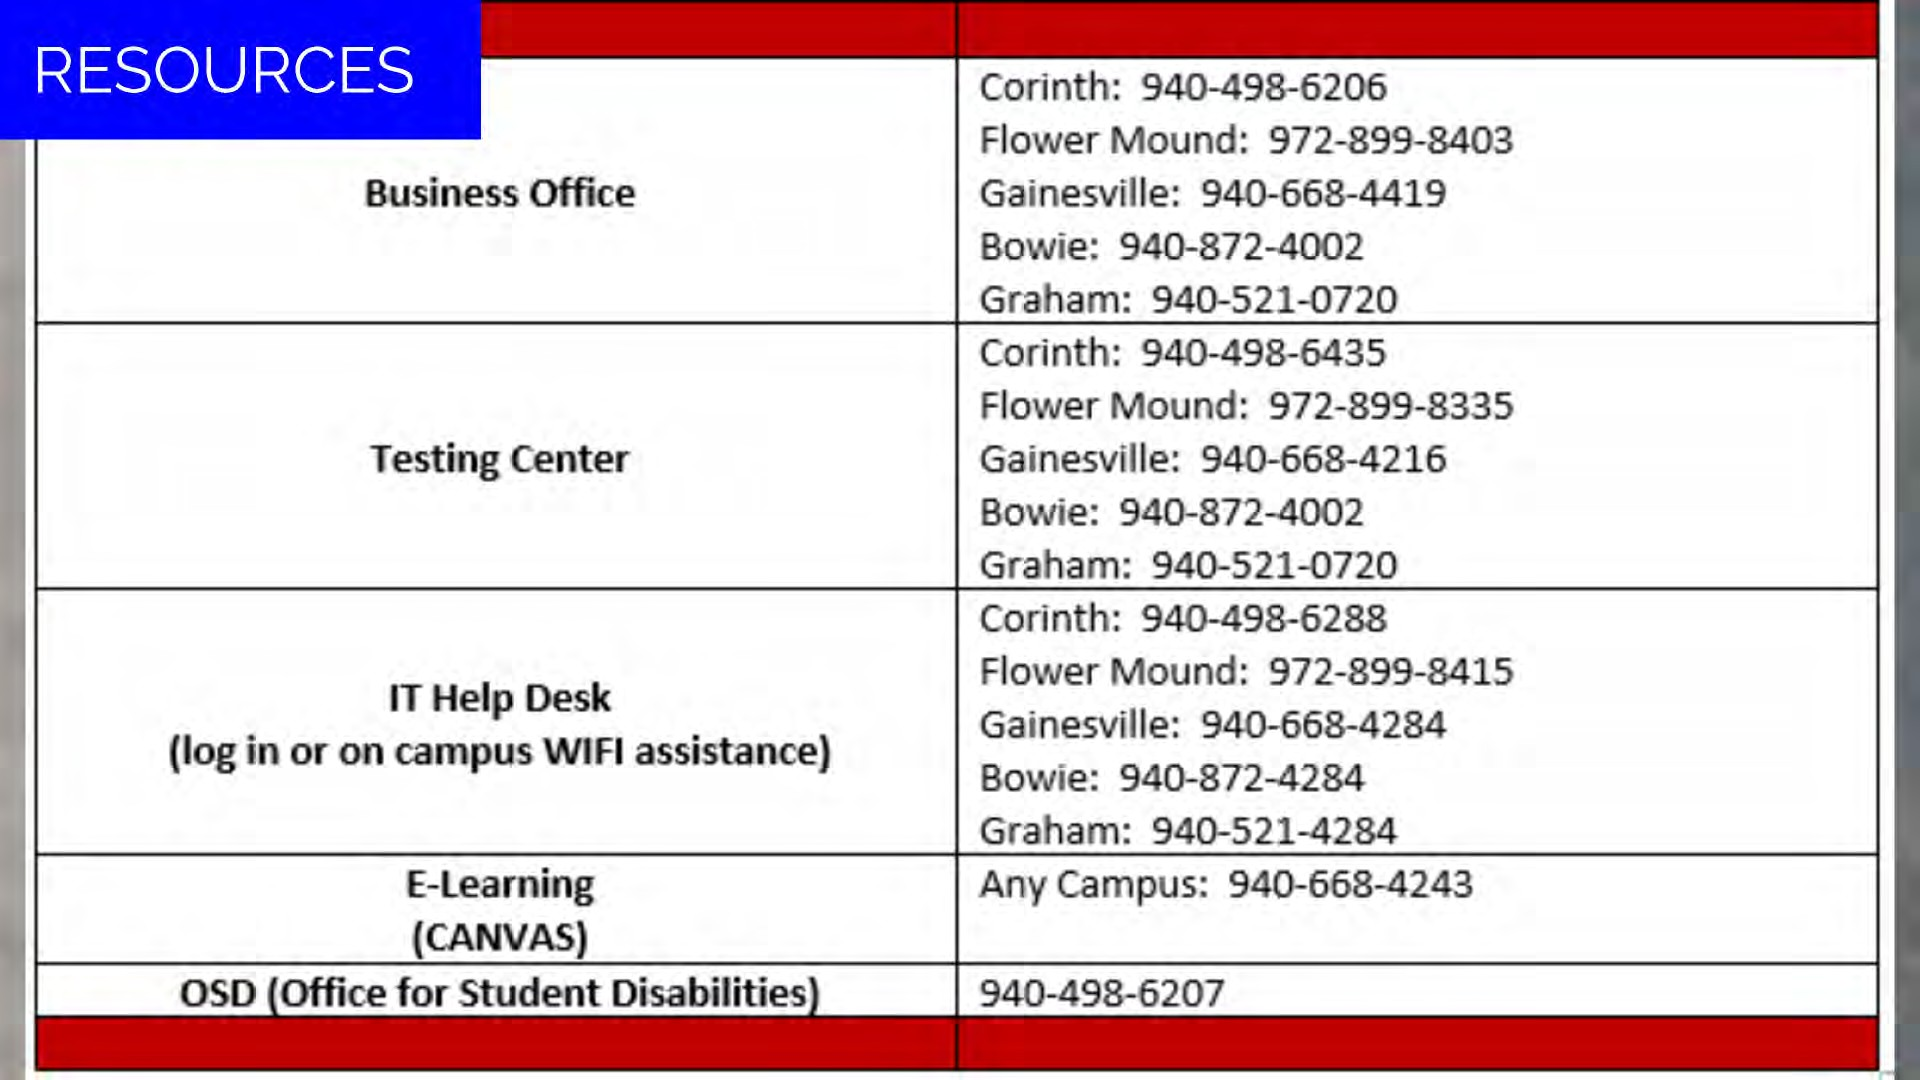 RESOURCES
Business Office
Corinth:  940-498-6206
Flower Mound:  972-899-8403
Gainesville:  940-668-4419
Bowie:  940-872-4002
Graham:  940-521-0720
Testing Center
Corinth:  940-498-6435
Flower Mound:  972-899-8335
Gainesville:  940-668-4216
Bowie:  940-872-4002
Graham:  940-521-0720
IT Help Desk
(log in or on campus WIFI assistance)
Corinth:  940-498-6288
Flower Mound:  972-899-8415
Gainesville:  940-668-4284
Bowie:  940-872-4284
Graham:  940-521-4284
E-Learning
(CANVAS)
Any Campus:  940-668-4243
OSD (Office for Student Disabilities)
940-498-6207